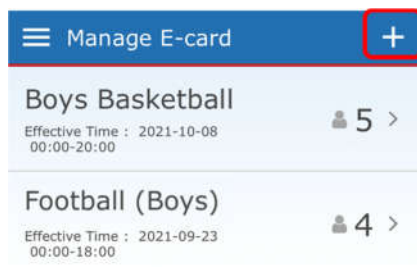 Manage E-card
Boys Basketball
Effective Time : 2021-10-08
00:00-20:00
5
Football (Boys)
Effective Time : 2021-09-23
00:00-18:00
4